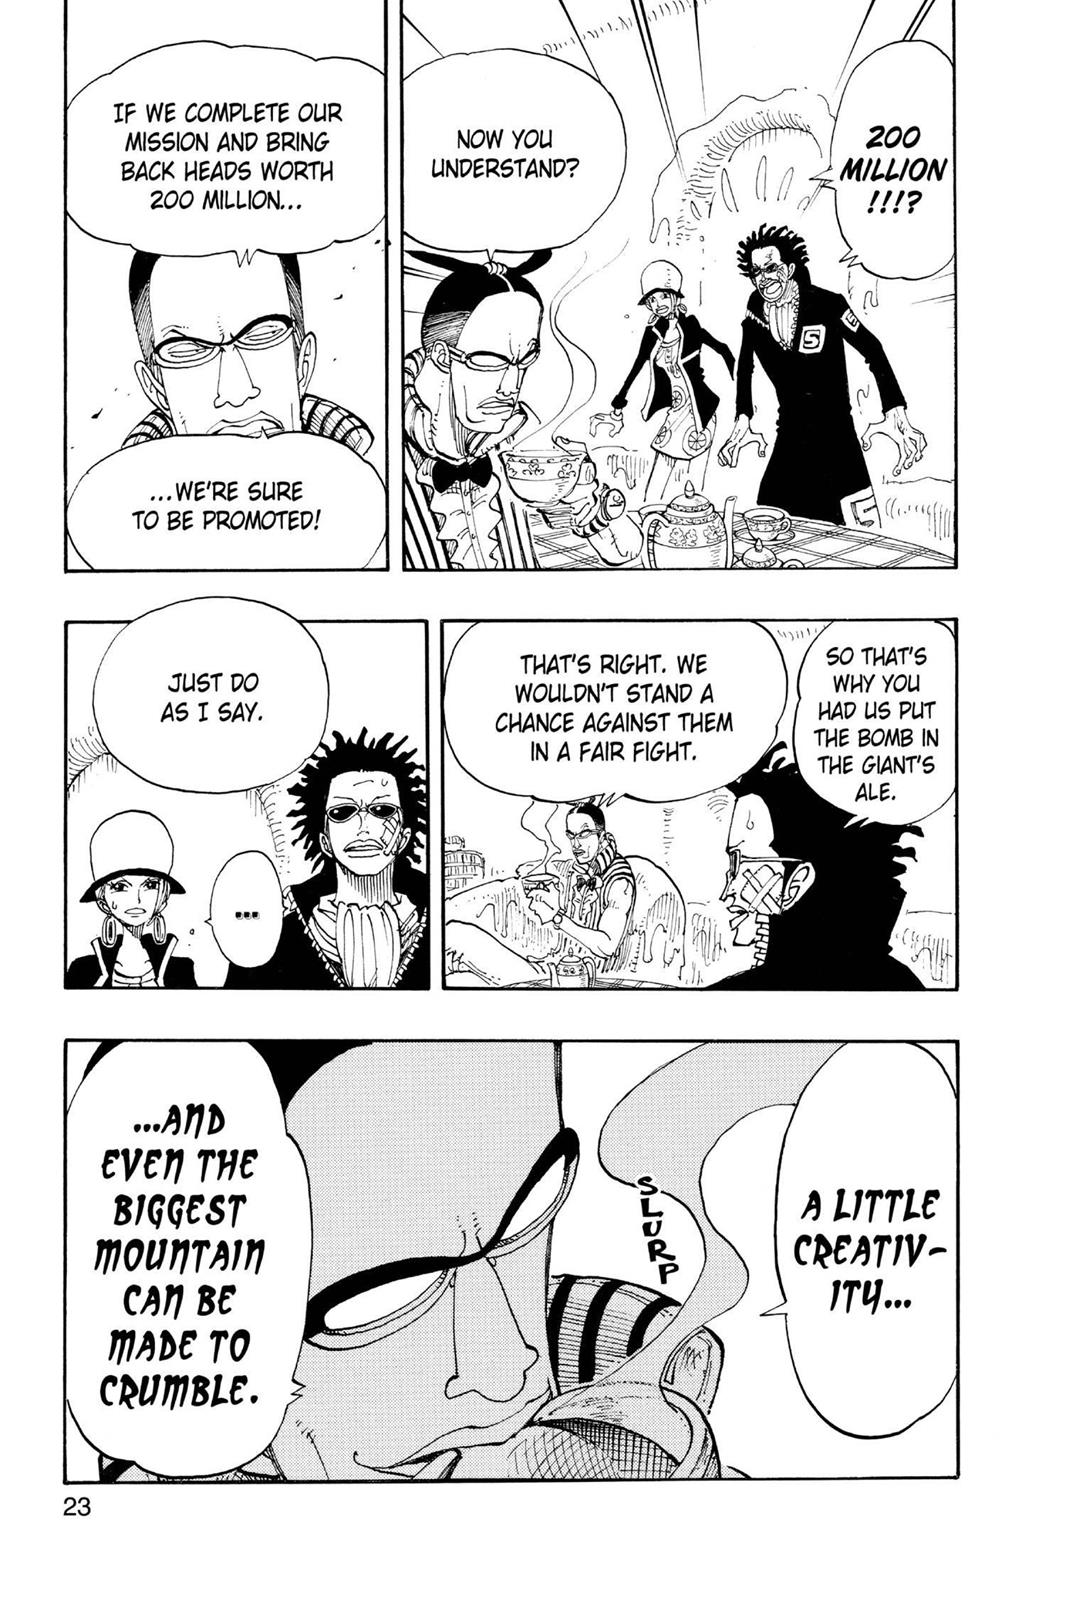 200
MILLION
!!!?
NOW YOU
UNDERSTAND?
IF WE COMPLETE OUR
MISSION AND BRING
BACK HEADS WORTH
200 MILLION...
...WE'RE SURE
TO BE PROMOTED!
SO THAT'S
WHY YOU
HAD US PUT
THE BOMB IN
THE GIANT'S
ALE.
THAT'S RIGHT. WE
WOULDN'T STAND A
CHANCE AGAINST THEM
IN A FAIR FIGHT.
JUST DO
AS I SAY.
...
A LITTLE
CREATIV-
ITY...
SLURP
...AND
EVEN THE
BIGGEST
MOUNTAIN
CAN BE
MADE TO
CRUMBLE.
23